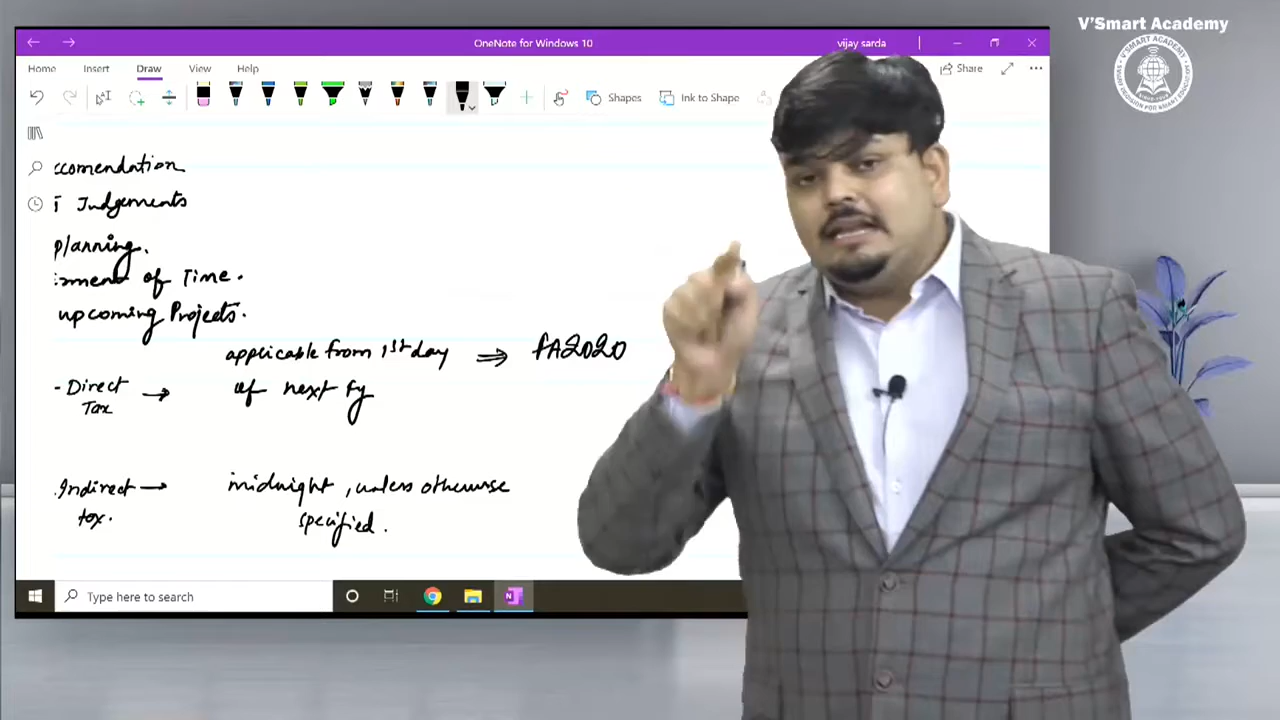 V'Smart Academy
OneNote for Windows 10
vijay sarda
Home Insert Draw View Help
Share
Shapes
Ink to Shape
ccomendation
Judgements
planning.
of Time.
upcoming Projects.
applicable from 1st day ⇒ FA2020
- Direct → of next fy
Tax
Indirect → midnight, unless otherwise
tax. specified.
Type here to search